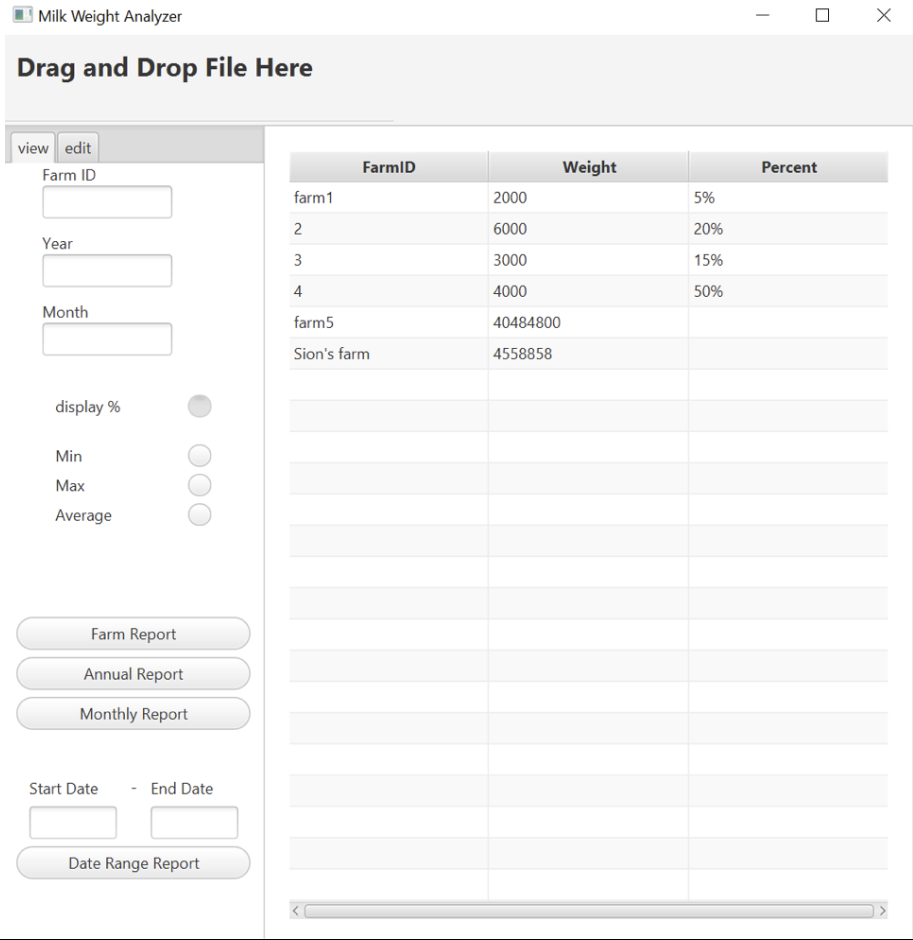 Milk Weight Analyzer
Drag and Drop File Here
view edit
Farm ID
Year
Month
display %
Min
Max
Average
Farm Report
Annual Report
Monthly Report
Start Date - End Date
Date Range Report
FarmID Weight Percent
farm1 2000 5%
2 6000 20%
3 3000 15%
4 4000 50%
farm5 40484800
Sion's farm 4558858